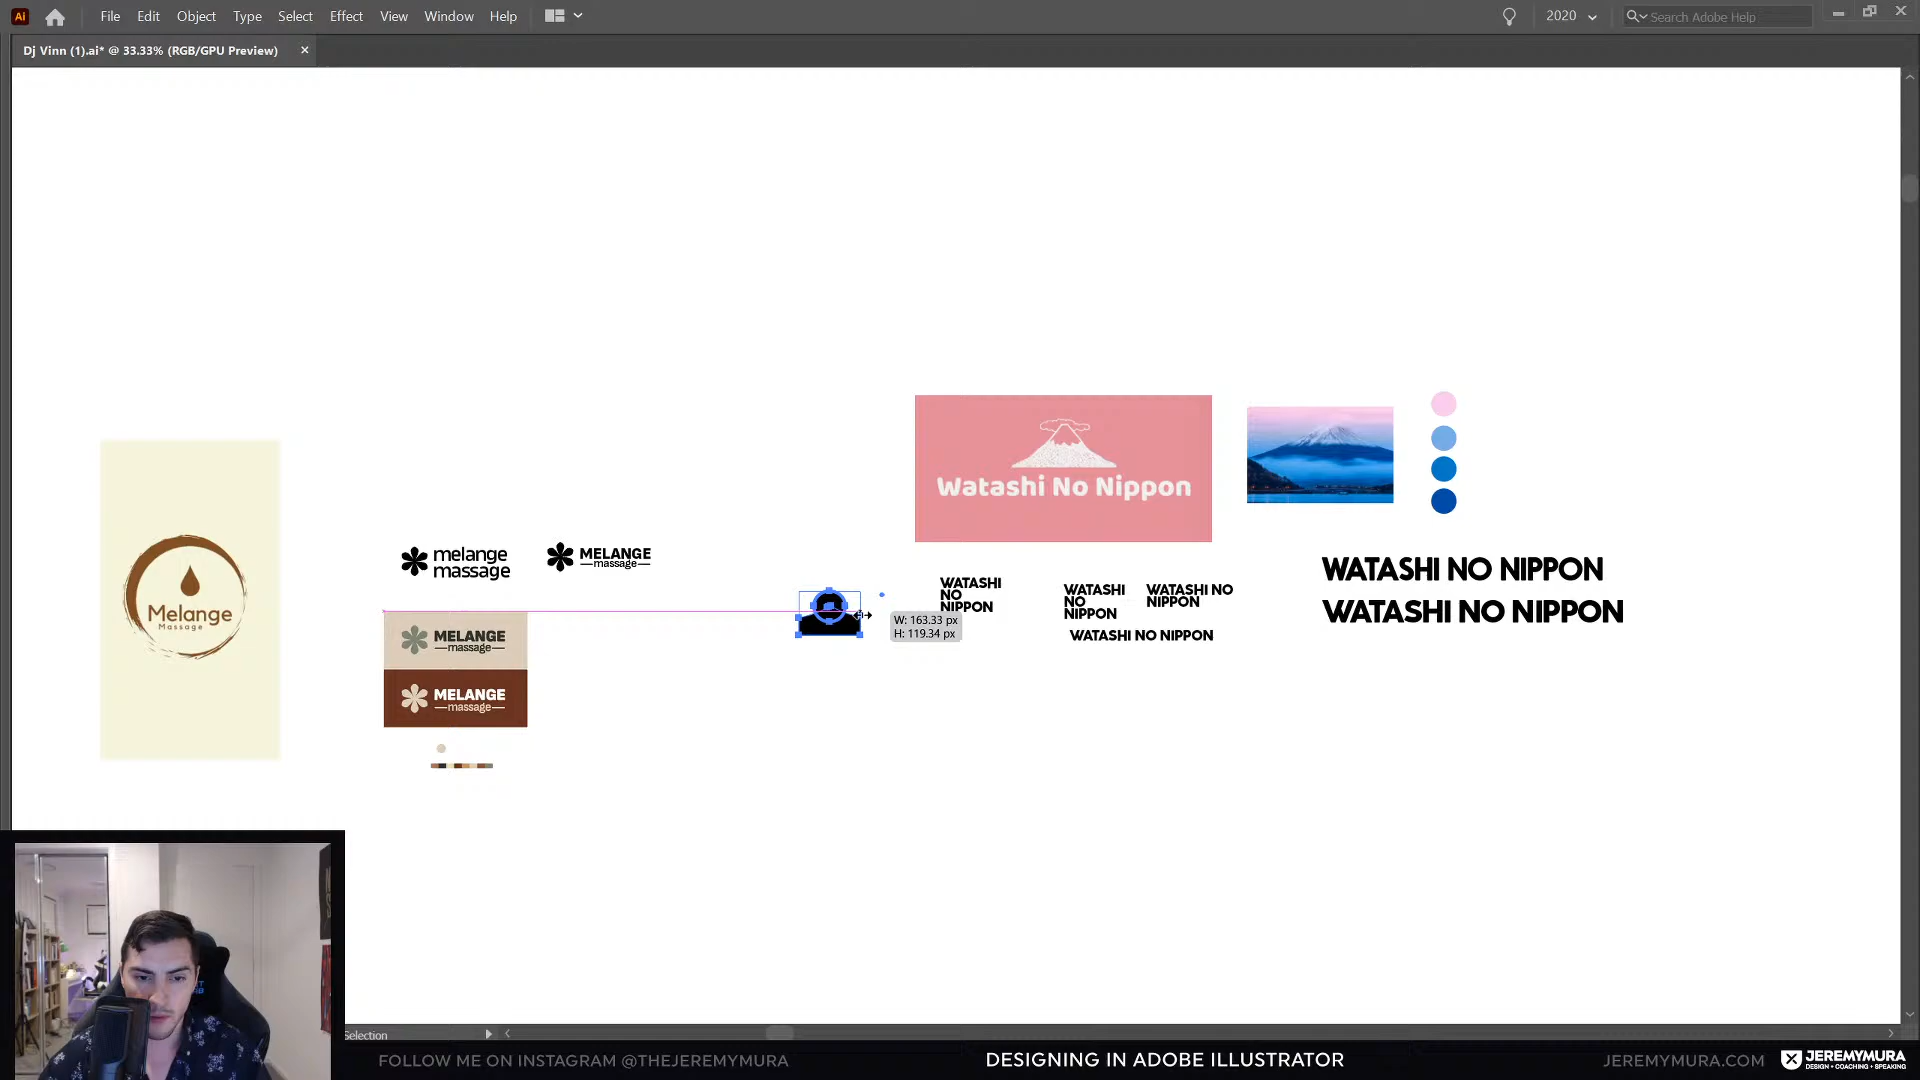 Ai File Edit Object Type Select Effect View Window Help 2020 Search Adobe Help
Dj Vinn (1).ai* @ 33.33% (RGB/GPU Preview) ×
Watashi No Nippon
melange
massage
MELANGE
massage
Melange
Massage
WATASHI
NO
NIPPON
WATASHI
NO
NIPPON
WATASHI NO
NIPPON
WATASHI NO NIPPON
WATASHI NO NIPPON
WATASHI NO NIPPON
W: 163.33 px
H: 119.34 px
MELANGE
massage
MELANGE
massage
Selection
FOLLOW ME ON INSTAGRAM @THEJEREMYMURA
DESIGNING IN ADOBE ILLUSTRATOR
JEREMYMURA.COM
JEREMYMURA
DESIGN • COACHING • SPEAKING